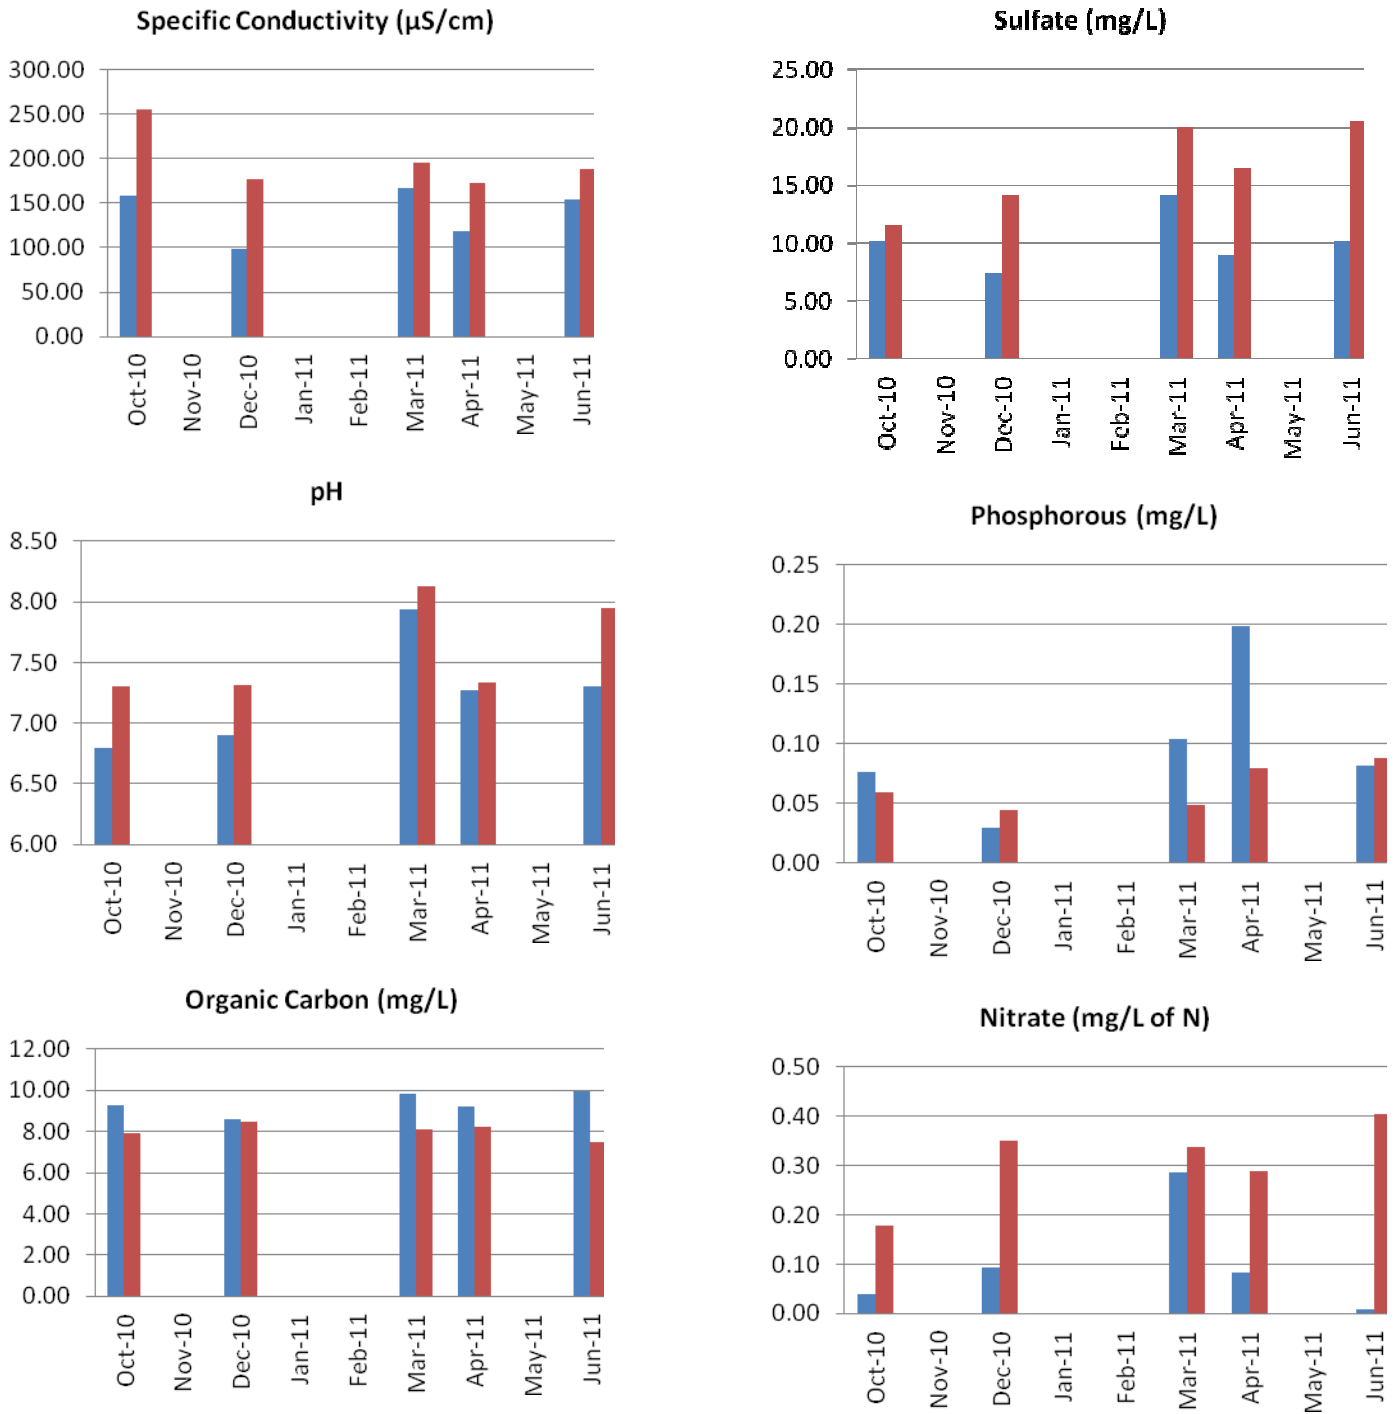 Specific Conductivity (µS/cm)
300.00
250.00
200.00
150.00
100.00
50.00
0.00
Oct-10
Nov-10
Dec-10
Jan-11
Feb-11
Mar-11
Apr-11
May-11
Jun-11
Sulfate (mg/L)
25.00
20.00
15.00
10.00
5.00
0.00
Oct-10
Nov-10
Dec-10
Jan-11
Feb-11
Mar-11
Apr-11
May-11
Jun-11
pH
8.50
8.00
7.50
7.00
6.50
6.00
Oct-10
Nov-10
Dec-10
Jan-11
Feb-11
Mar-11
Apr-11
May-11
Jun-11
Phosphorous (mg/L)
0.25
0.20
0.15
0.10
0.05
0.00
Oct-10
Nov-10
Dec-10
Jan-11
Feb-11
Mar-11
Apr-11
May-11
Jun-11
Organic Carbon (mg/L)
12.00
10.00
8.00
6.00
4.00
2.00
0.00
Oct-10
Nov-10
Dec-10
Jan-11
Feb-11
Mar-11
Apr-11
May-11
Jun-11
Nitrate (mg/L of N)
0.50
0.40
0.30
0.20
0.10
0.00
Oct-10
Nov-10
Dec-10
Jan-11
Feb-11
Mar-11
Apr-11
May-11
Jun-11